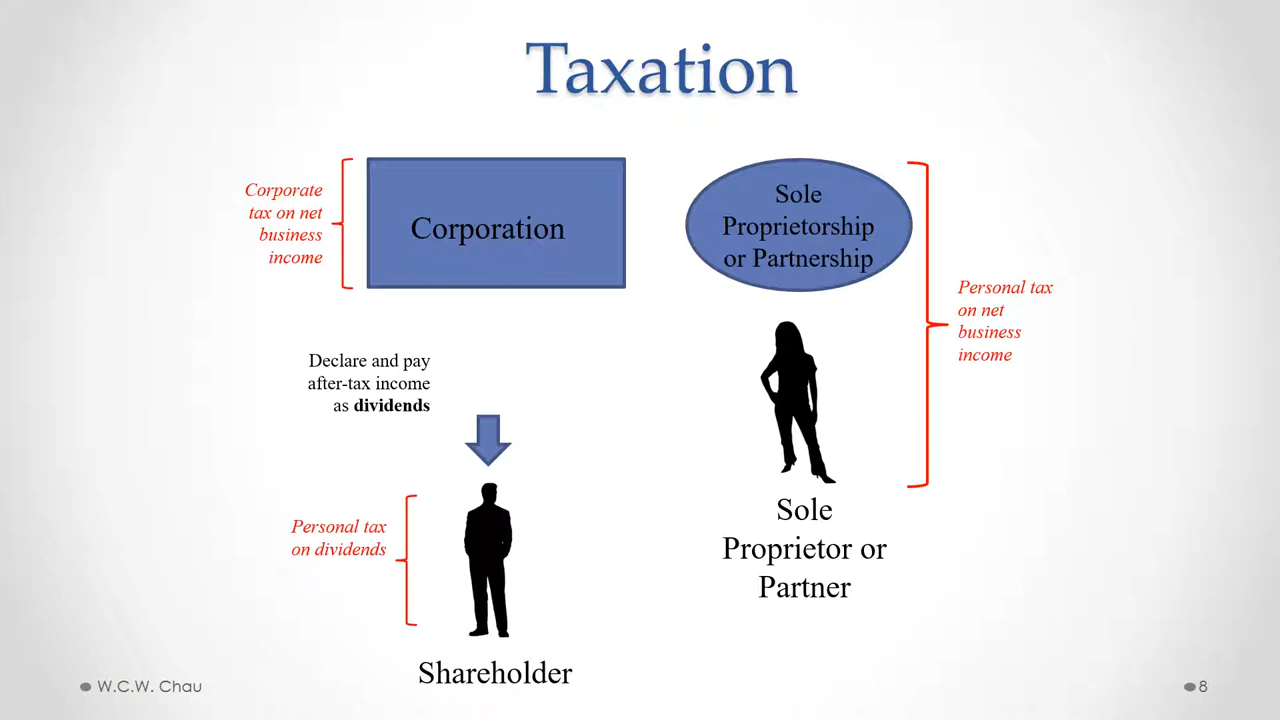 Taxation
Corporate
tax on net
business
income
Corporation
Declare and pay
after-tax income
as dividends
Personal tax
on dividends
Shareholder
Sole
Proprietorship
or Partnership
Personal tax
on net
business
income
Sole
Proprietor or
Partner
W.C.W. Chau
8